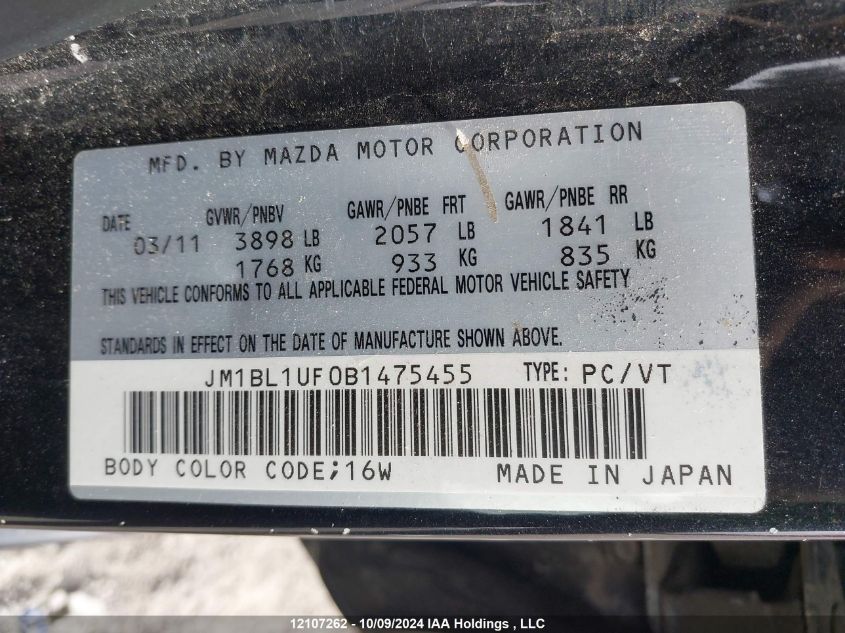 MFD. BY MAZDA MOTOR CORPORATION
DATE GVWR/PNBV GAWR/PNBE FRT GAWR/PNBE RR
03/11 3898 LB 2057 LB 1841 LB
1768 KG 933 KG 835 KG
THIS VEHICLE CONFORMS TO ALL APPLICABLE FEDERAL MOTOR VEHICLE SAFETY
STANDARDS IN EFFECT ON THE DATE OF MANUFACTURE SHOWN ABOVE.
JM1BL1UF0B1475455 TYPE: PC/VT
BODY COLOR CODE;16W MADE IN JAPAN
12107262 - 10/09/2024 IAA Holdings , LLC